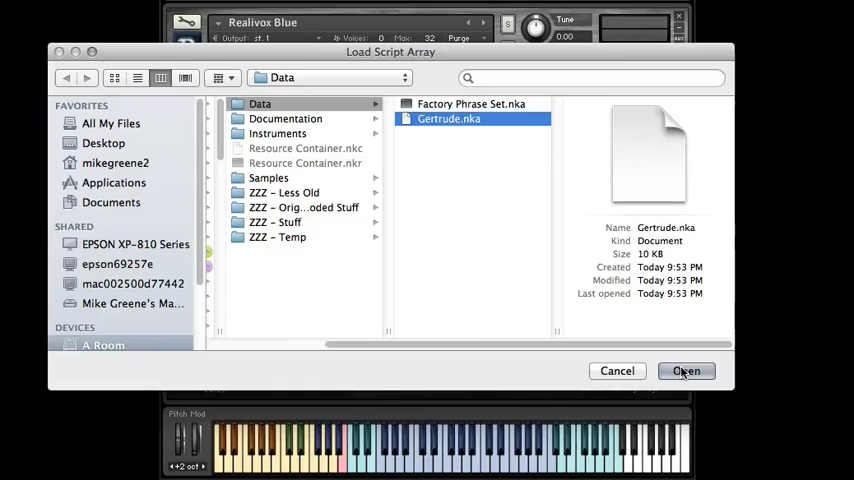 Realivox Blue
Output: st. 1
Voices: 0
Max: 32
Purge
S
M
Tune
0.00
Load Script Array
Data
FAVORITES
All My Files
Desktop
mikegreene2
Applications
Documents
SHARED
EPSON XP-810 Series
epson69257e
mac002500d77442
Mike Greene's Ma...
DEVICES
A Room
Data
Documentation
Instruments
Resource Container.nkc
Resource Container.nkr
Samples
ZZZ - Less Old
ZZZ - Orig...oded Stuff
ZZZ - Stuff
ZZZ - Temp
Factory Phrase Set.nka
Gertrude.nka
Name Gertrude.nka
Kind Document
Size 10 KB
Created Today 9:53 PM
Modified Today 9:53 PM
Last opened Today 9:53 PM
Cancel
Open
Pitch Mod
+2 oct